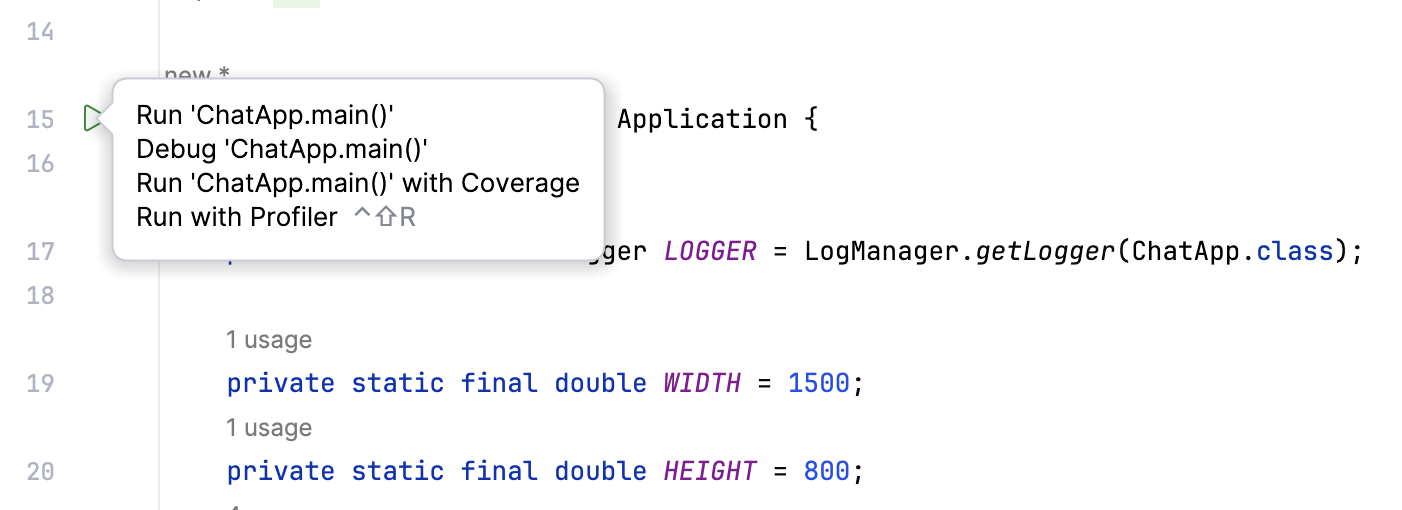 14
new *
15 Application {
Run 'ChatApp.main()'
Debug 'ChatApp.main()'
16
Run 'ChatApp.main()' with Coverage
Run with Profiler ^⇧R
17 gger LOGGER = LogManager.getLogger(ChatApp.class);
18
1 usage
19 private static final double WIDTH = 1500;
1 usage
20 private static final double HEIGHT = 800;